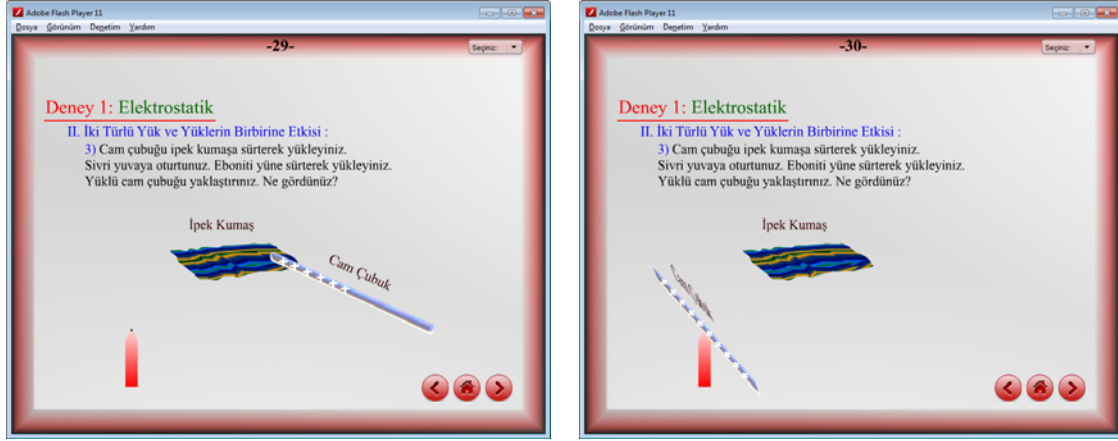 Adobe Flash Player 11
Dosya Görünüm Denetim Yardım
-29-
Seçiniz:
Deney 1: Elektrostatik
II. İki Türlü Yük ve Yüklerin Birbirine Etkisi :
3) Cam çubuğu ipek kumaşa sürterek yükleyiniz.
Sivri yuvaya oturtunuz. Eboniti yüne sürterek yükleyiniz.
Yüklü cam çubuğu yaklaştırınız. Ne gördünüz?
İpek Kumaş
Cam Çubuk
Adobe Flash Player 11
Dosya Görünüm Denetim Yardım
-30-
Seçiniz:
Deney 1: Elektrostatik
II. İki Türlü Yük ve Yüklerin Birbirine Etkisi :
3) Cam çubuğu ipek kumaşa sürterek yükleyiniz.
Sivri yuvaya oturtunuz. Eboniti yüne sürterek yükleyiniz.
Yüklü cam çubuğu yaklaştırınız. Ne gördünüz?
İpek Kumaş